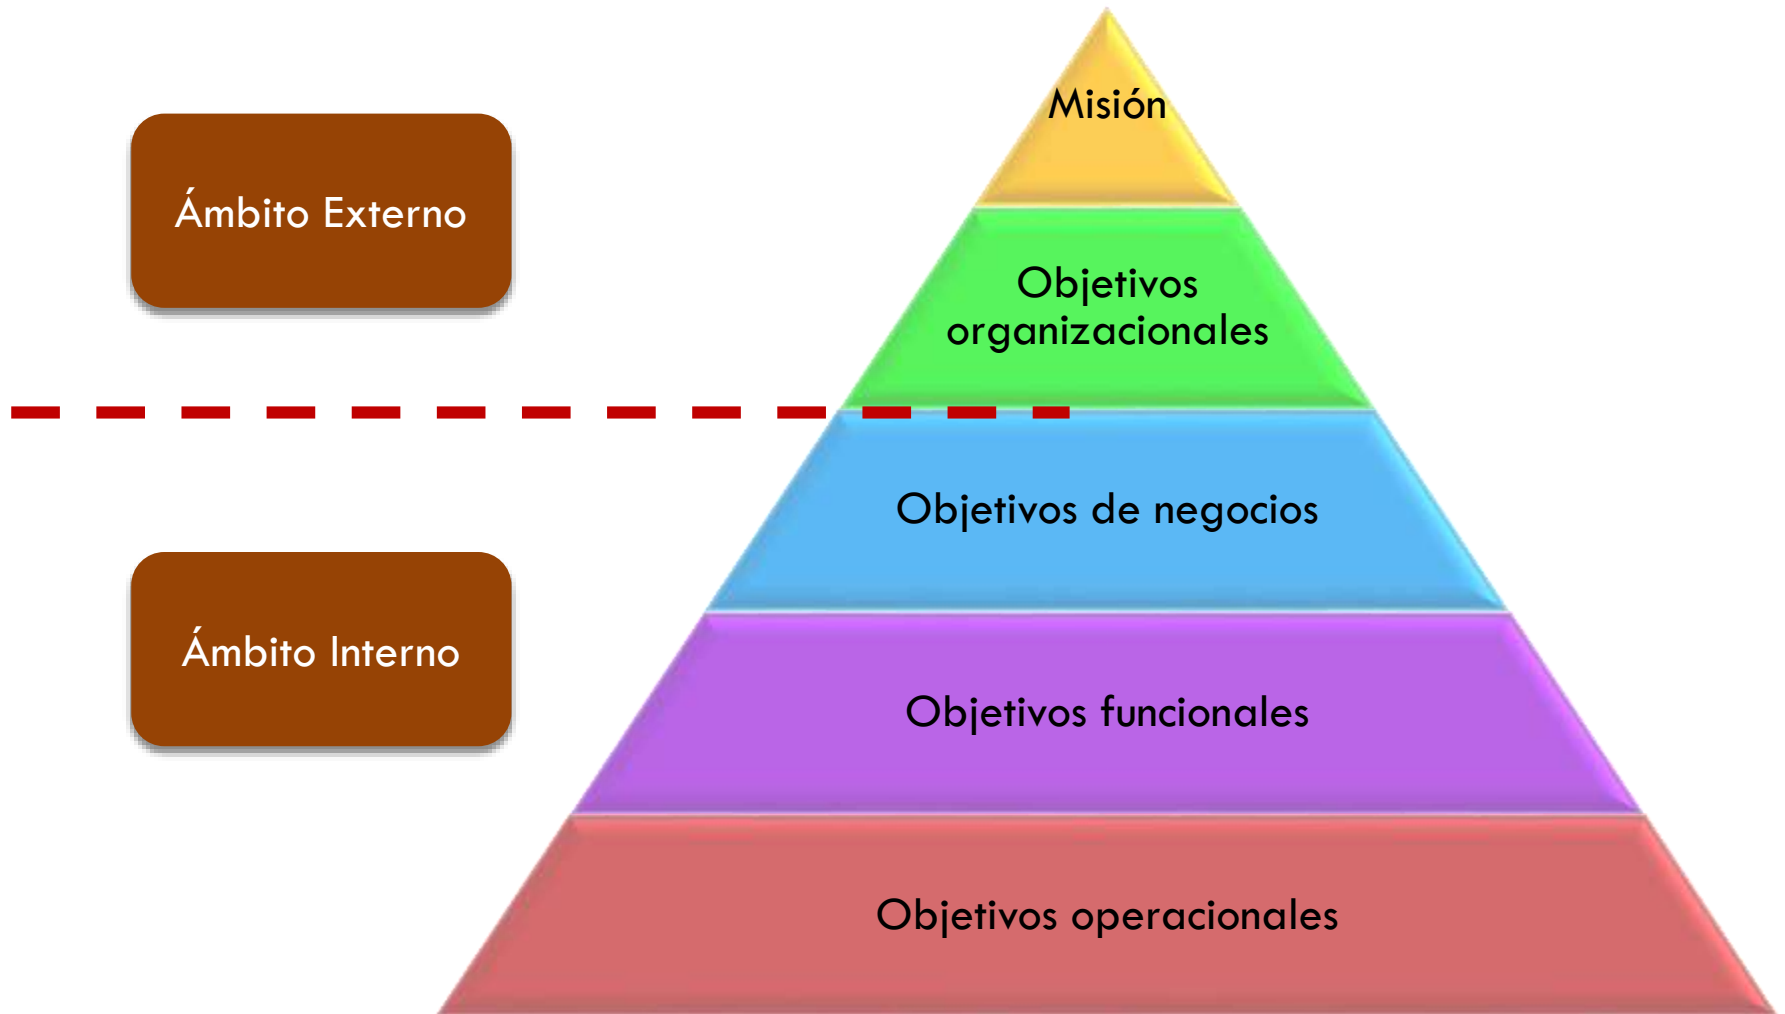 Misión
Ámbito Externo
Objetivos
organizacionales
Objetivos de negocios
Ámbito Interno
Objetivos funcionales
Objetivos operacionales